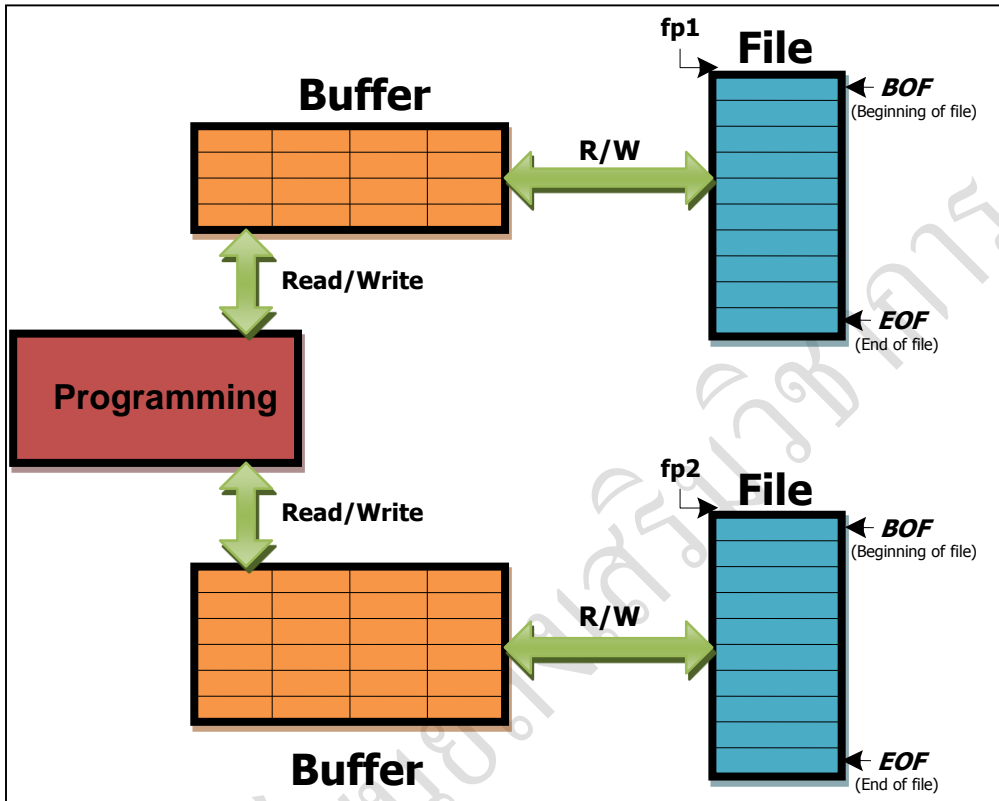 fp1
File
Buffer
BOF
(Beginning of file)
R/W
Read/Write
EOF
(End of file)
Programming
fp2
File
Read/Write
BOF
(Beginning of file)
R/W
EOF
(End of file)
Buffer